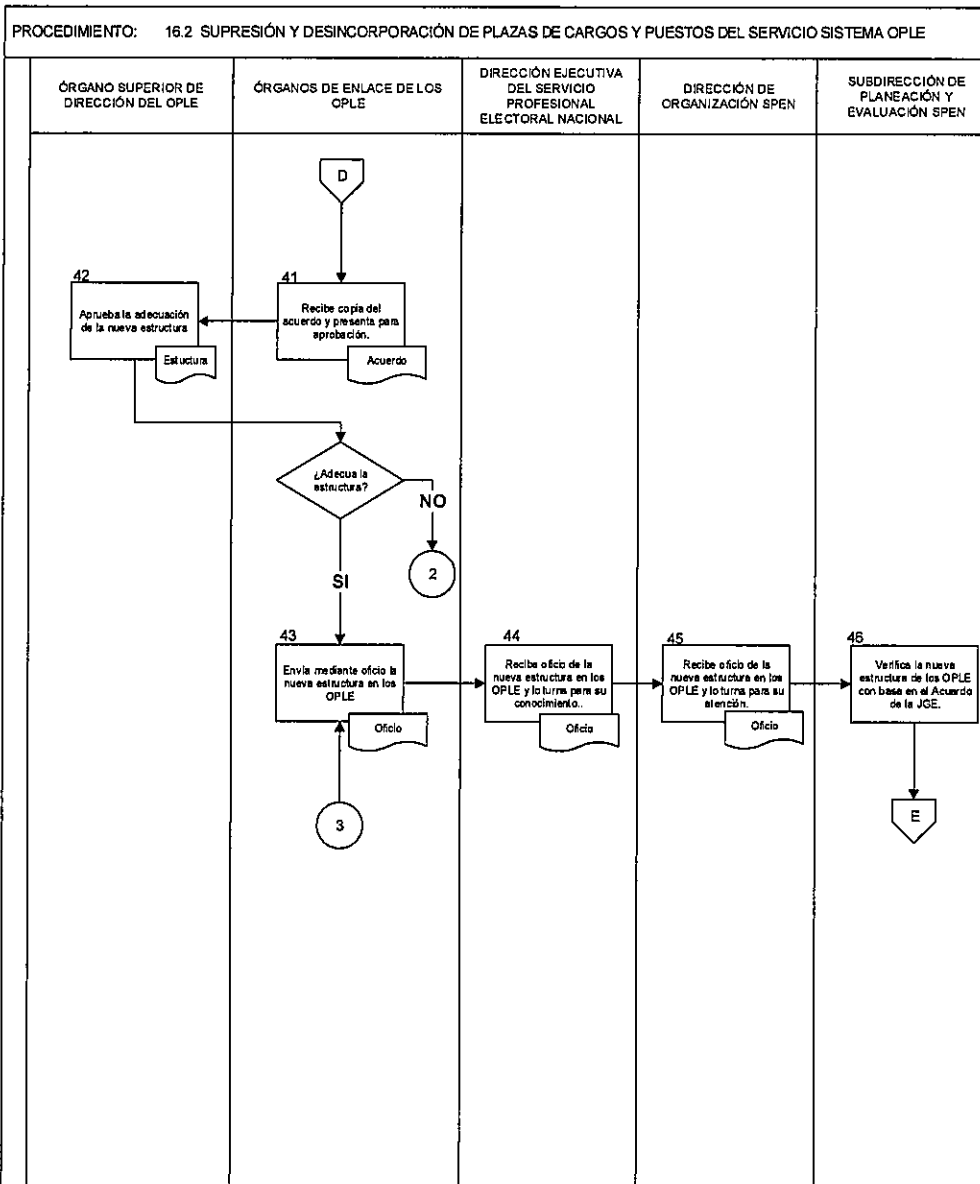 PROCEDIMIENTO: 16.2 SUPRESIÓN Y DESINCORPORACIÓN DE PLAZAS DE CARGOS Y PUESTOS DEL SERVICIO SISTEMA OPLE
ÓRGANO SUPERIOR DE
DIRECCIÓN DEL OPLE
ÓRGANOS DE ENLACE DE LOS
OPLE
DIRECCIÓN EJECUTIVA
DEL SERVICIO
PROFESIONAL
ELECTORAL NACIONAL
DIRECCIÓN DE
ORGANIZACIÓN SPEN
SUBDIRECCIÓN DE
PLANEACIÓN Y
EVALUACIÓN SPEN
D
42
Aprueba la adecuación
de la nueva estructura
Estuctura
41
Recibe copia del
acuerdo y presenta para
aprobación.
Acuerdo
¿Adecua la
estructura?
NO
2
SI
43
Envía mediante oficio la
nueva estructura en los
OPLE
Oficio
44
Recibe oficio de la
nueva estructura en los
OPLE y lo turna para su
conocimiento..
Oficio
45
Recibe oficio de la
nueva estructura en los
OPLE y lo turna para su
atención.
Oficio
46
Verifica la nueva
estructura de los OPLE
con base en el Acuerdo
de la JGE.
3
E